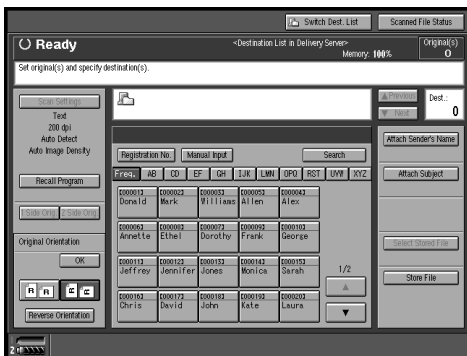 Switch Dest. List
Scanned File Status
Ready
<Destination List in Delivery Server>
Memory: 100%
Original(s)
0
Set original(s) and specify destination(s).
Scan Settings
Text
200 dpi
Auto Detect
Auto Image Density
Recall Program
1 Side Orig.
2 Side Orig.
Original Orientation
OK
R R
R R
Reverse Orientation
▲Previous
▼ Next
Dest.:
0
Registration No.
Manual Input
Search
Freq. AB CD EF GH IJK LMN OPQ RST UVW XYZ
[00001] [00002] [00003] [00005] [00004]
Donald Mark Williams Allen Alex
[00006] [00008] [00007] [00009] [00010]
Annette Ethel Dorothy Frank George
[00011] [00012] [00013] [00014] [00015]
Jeffrey Jennifer Jones Monica Sarah
[00016] [00017] [00018] [00019] [00020]
Chris David John Kate Laura
1/2
▲
▼
Attach Sender's Name
Attach Subject
Select Stored File
Store File